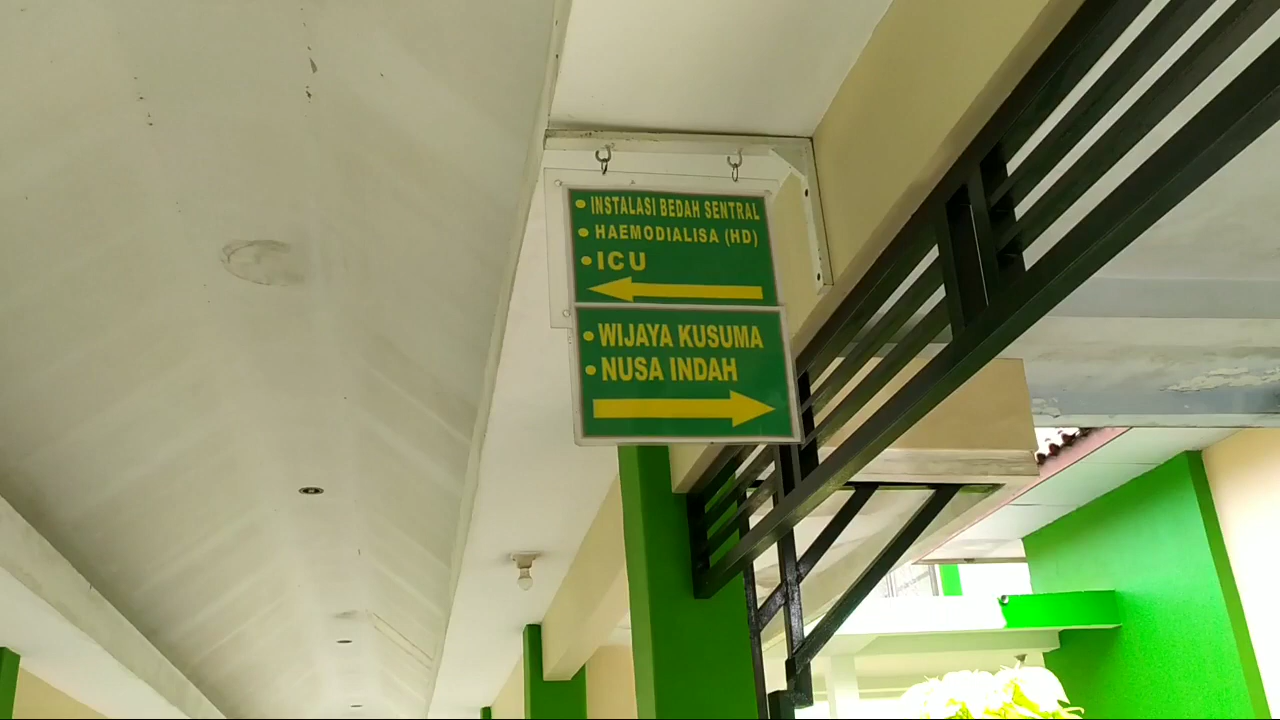 • INSTALASI BEDAH SENTRAL
• HAEMODIALISA (HD)
• ICU
• WIJAYA KUSUMA
• NUSA INDAH